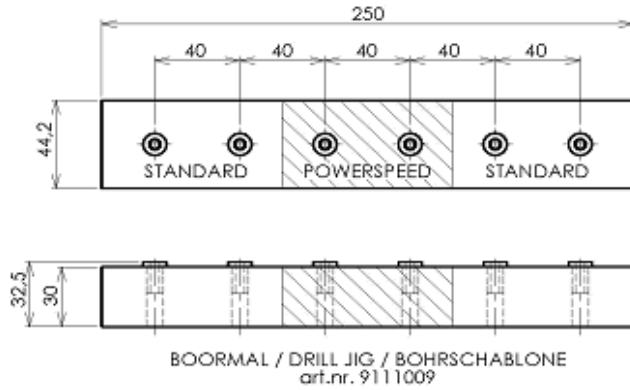 250
40 40 40 40 40
44,2
STANDARD POWERSPEED STANDARD
32,5
30
BOORMAL / DRILL JIG / BOHRSCHABLONE
art.nr. 9111009